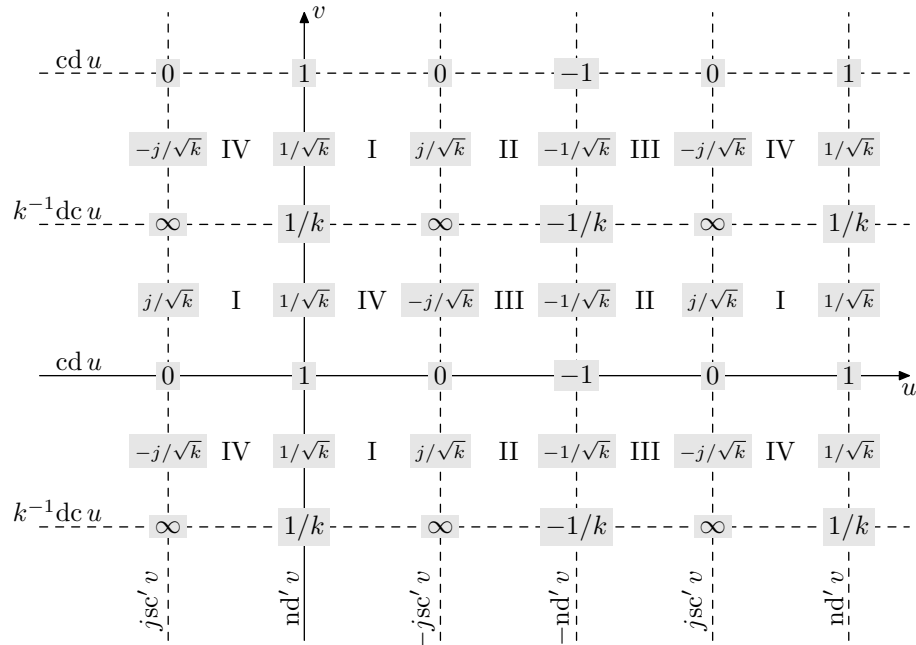 v
cd u 0 1 0 −1 0 1
−j/√k IV 1/√k I j/√k II −1/√k III −j/√k IV 1/√k
k⁻¹dc u ∞ 1/k ∞ −1/k ∞ 1/k
j/√k I 1/√k IV −j/√k III −1/√k II j/√k I 1/√k
cd u 0 1 0 −1 0 1
u
−j/√k IV 1/√k I j/√k II −1/√k III −j/√k IV 1/√k
k⁻¹dc u ∞ 1/k ∞ −1/k ∞ 1/k
jsc′ v nd′ v −jsc′ v −nd′ v jsc′ v nd′ v